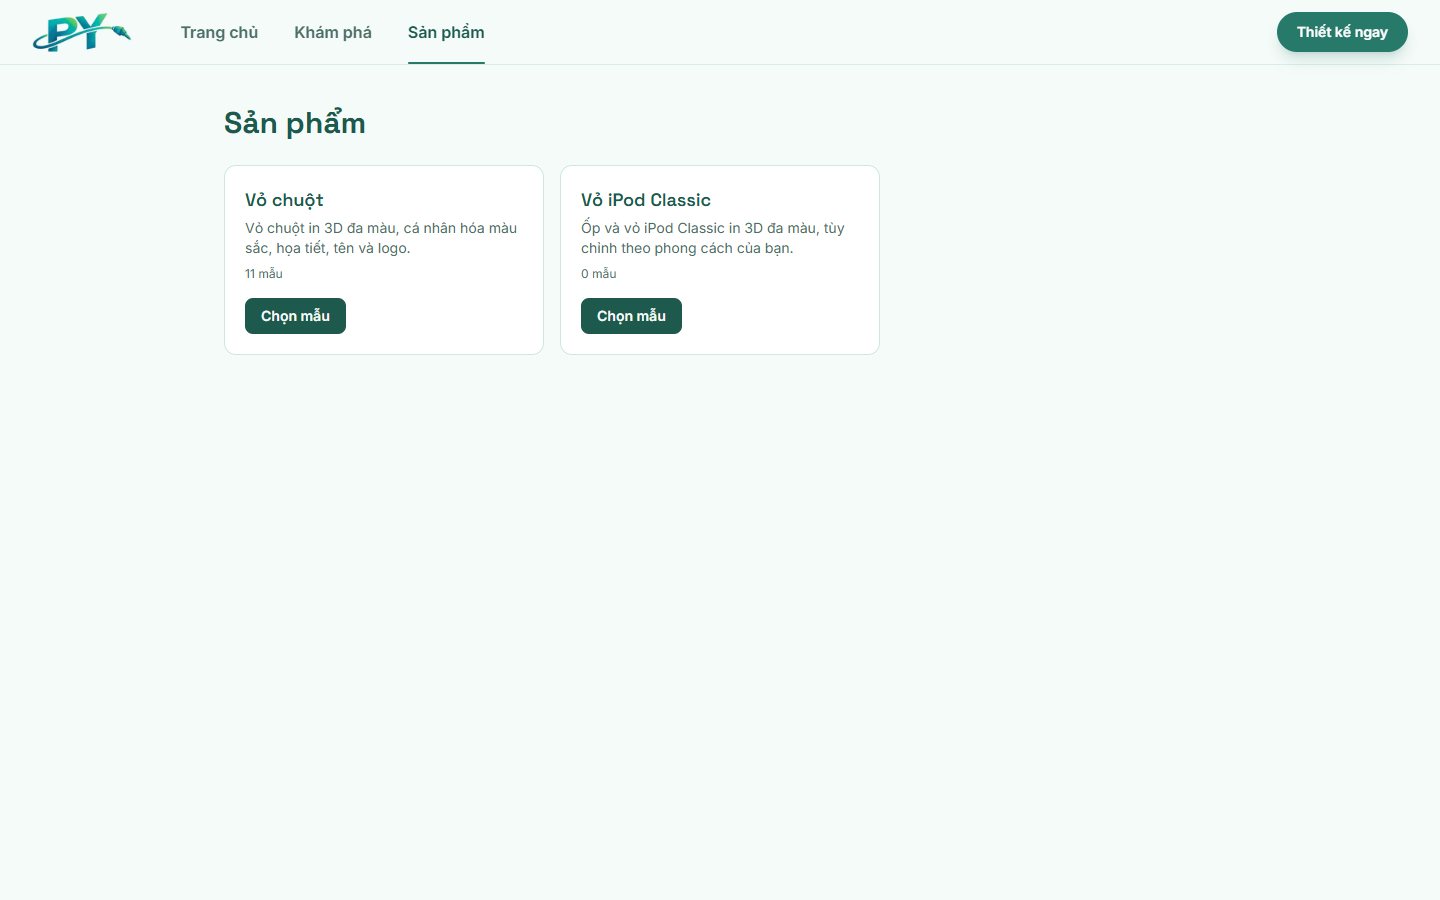 PY
Trang chủ
Khám phá
Sản phẩm
Thiết kế ngay
Sản phẩm
Vỏ chuột
Vỏ chuột in 3D đa màu, cá nhân hóa màu
sắc, họa tiết, tên và logo.
11 mẫu
Chọn mẫu
Vỏ iPod Classic
Ốp và vỏ iPod Classic in 3D đa màu, tùy
chỉnh theo phong cách của bạn.
0 mẫu
Chọn mẫu